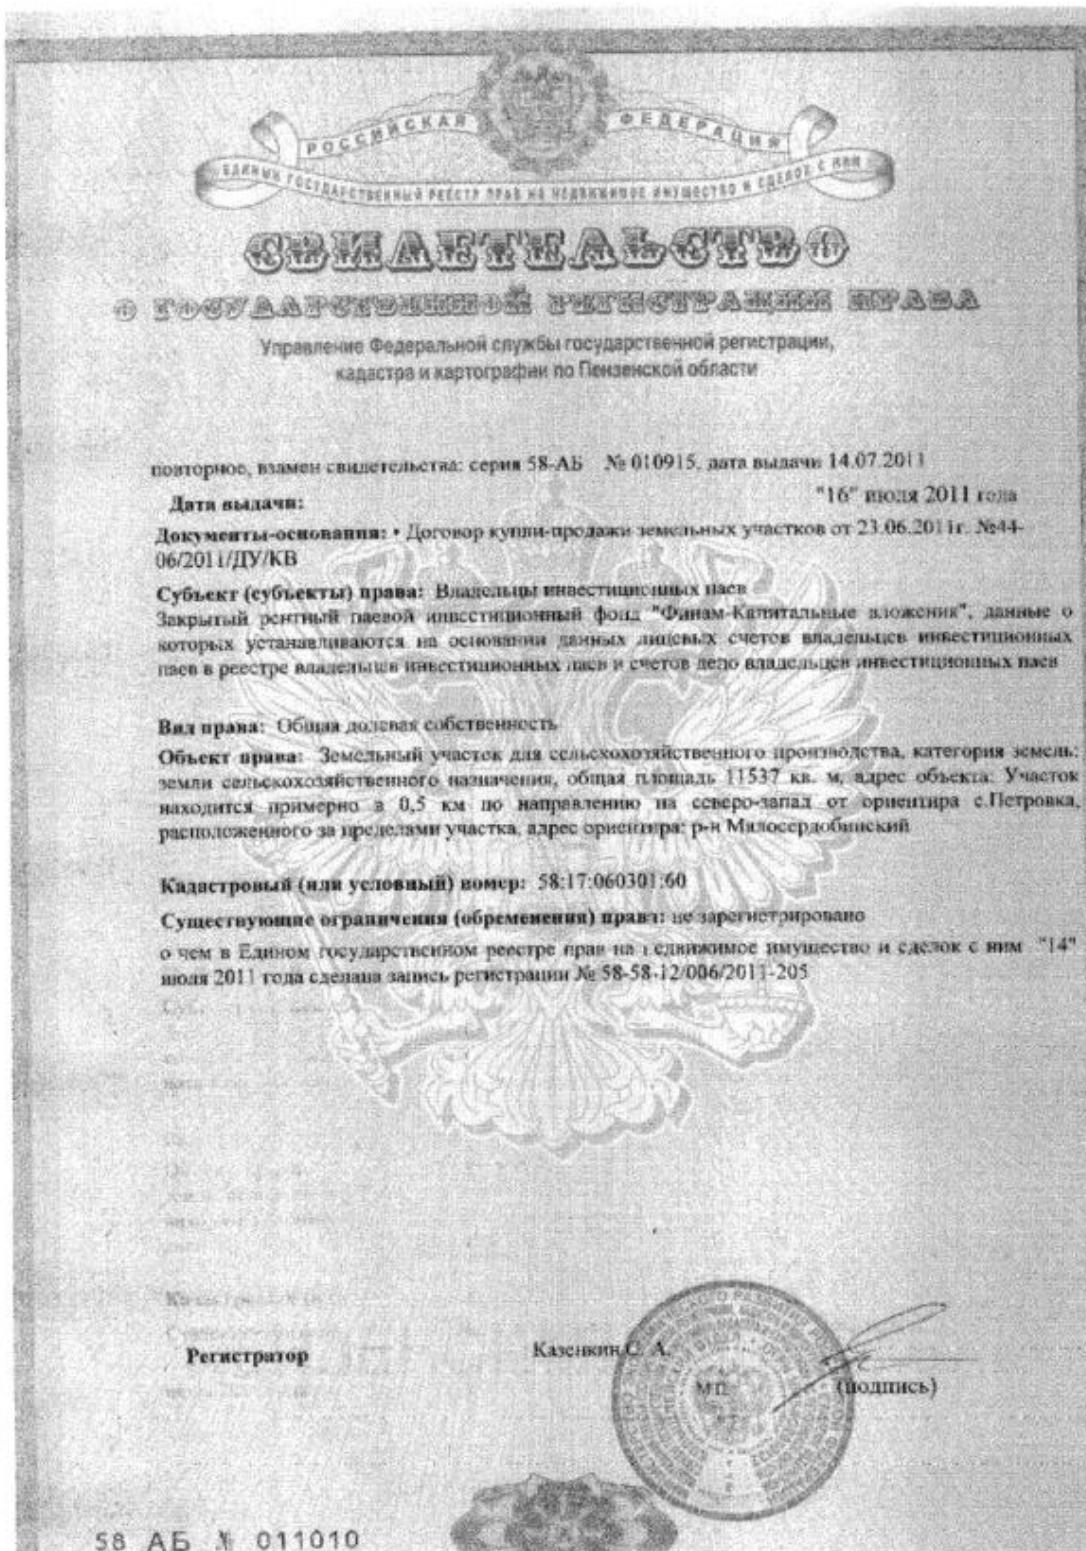 РОССИЙСКАЯ ФЕДЕРАЦИЯ
ЕДИНЫЙ ГОСУДАРСТВЕННЫЙ РЕЕСТР ПРАВ НА НЕДВИЖИМОЕ ИМУЩЕСТВО И СДЕЛОК С НИМ
СВИДЕТЕЛЬСТВО
О ГОСУДАРСТВЕННОЙ РЕГИСТРАЦИИ ПРАВА
Управление Федеральной службы государственной регистрации,
кадастра и картографии по Пензенской области
повторное, взамен свидетельства: серия 58-АБ № 010915, дата выдачи 14.07.2011
Дата выдачи: "16" июля 2011 года
Документы-основания: • Договор купли-продажи земельных участков от 23.06.2011г. №44-
06/2011/ДУ/КВ
Субъект (субъекты) права: Владельцы инвестиционных паев
Закрытый рентный паевой инвестиционный фонд "Финам-Капитальные вложения", данные о
которых устанавливаются на основании данных лицевых счетов владельцев инвестиционных
паев в реестре владельцев инвестиционных паев и счетов депо владельцев инвестиционных паев
Вид права: Общая долевая собственность
Объект права: Земельный участок для сельскохозяйственного производства, категория земель:
земли сельскохозяйственного назначения, общая площадь 11537 кв. м, адрес объекта: Участок
находится примерно в 0,5 км по направлению на северо-запад от ориентира с.Петровка,
расположенного за пределами участка, адрес ориентира: р-н Малосердобинский
Кадастровый (или условный) номер: 58:17:060301:60
Существующие ограничения (обременения) права: не зарегистрировано
о чем в Едином государственном реестре прав на недвижимое имущество и сделок с ним "14"
июля 2011 года сделана запись регистрации № 58-58-12/006/2011-205
Регистратор Казенкин С. А.
М.П. (подпись)
58 АБ № 011010